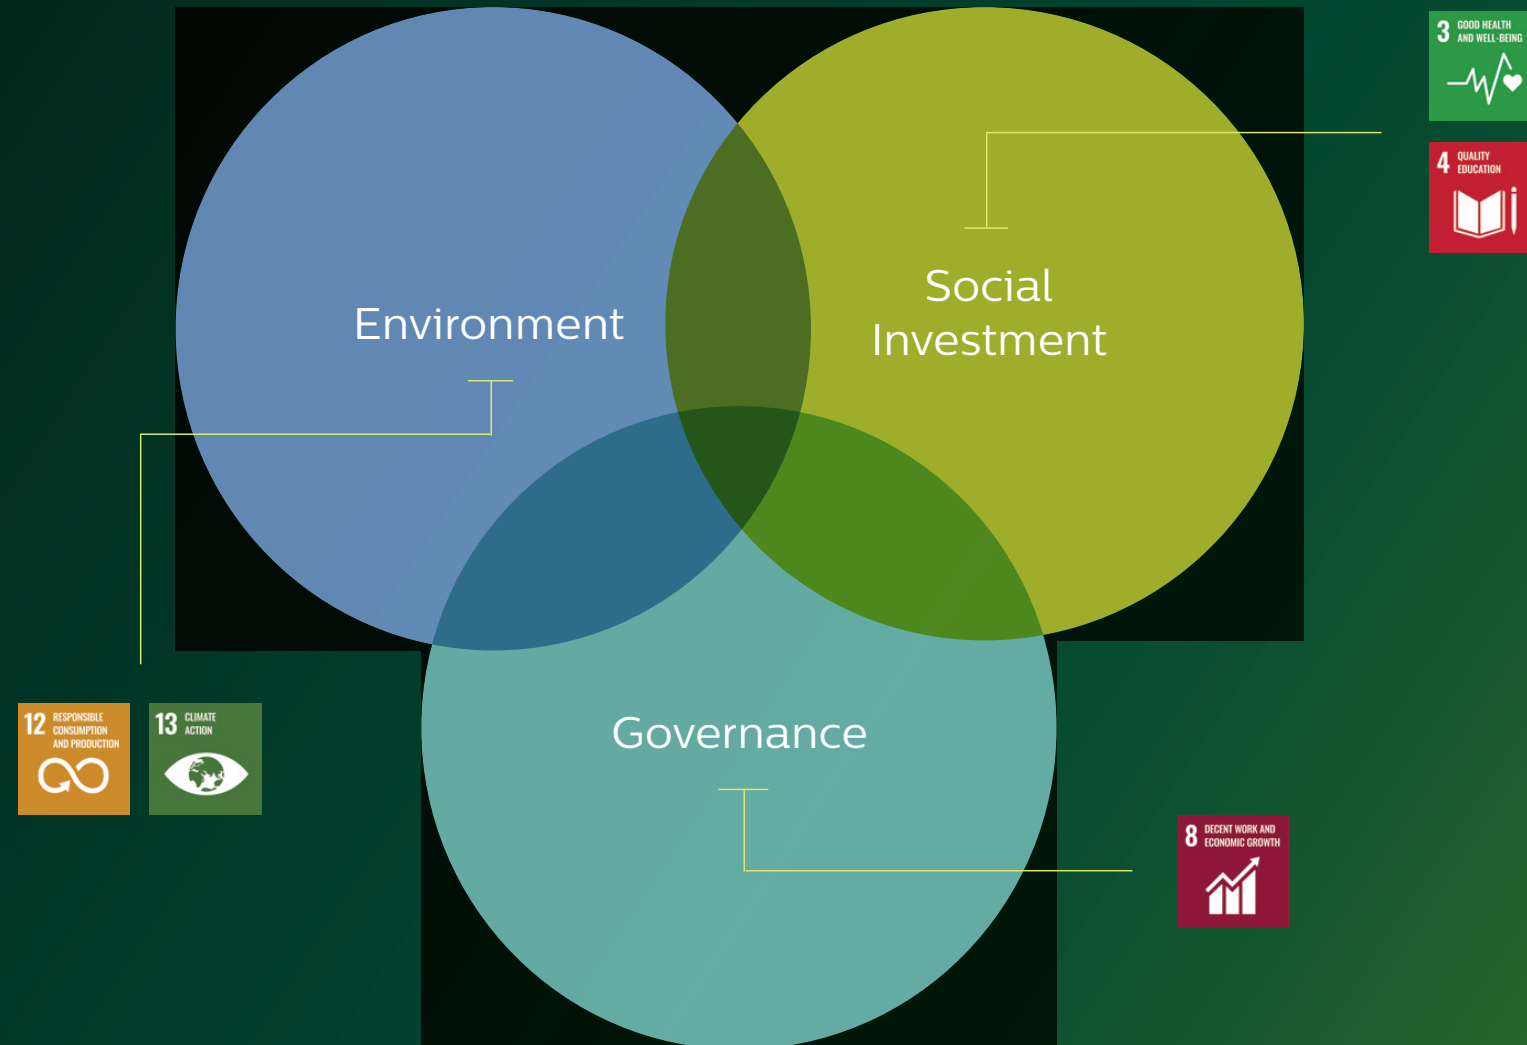 3 GOOD HEALTH
AND WELL-BEING
4 QUALITY
EDUCATION
Social
Investment
Environment
12 RESPONSIBLE
CONSUMPTION
AND PRODUCTION
13 CLIMATE
ACTION
Governance
8 DECENT WORK AND
ECONOMIC GROWTH